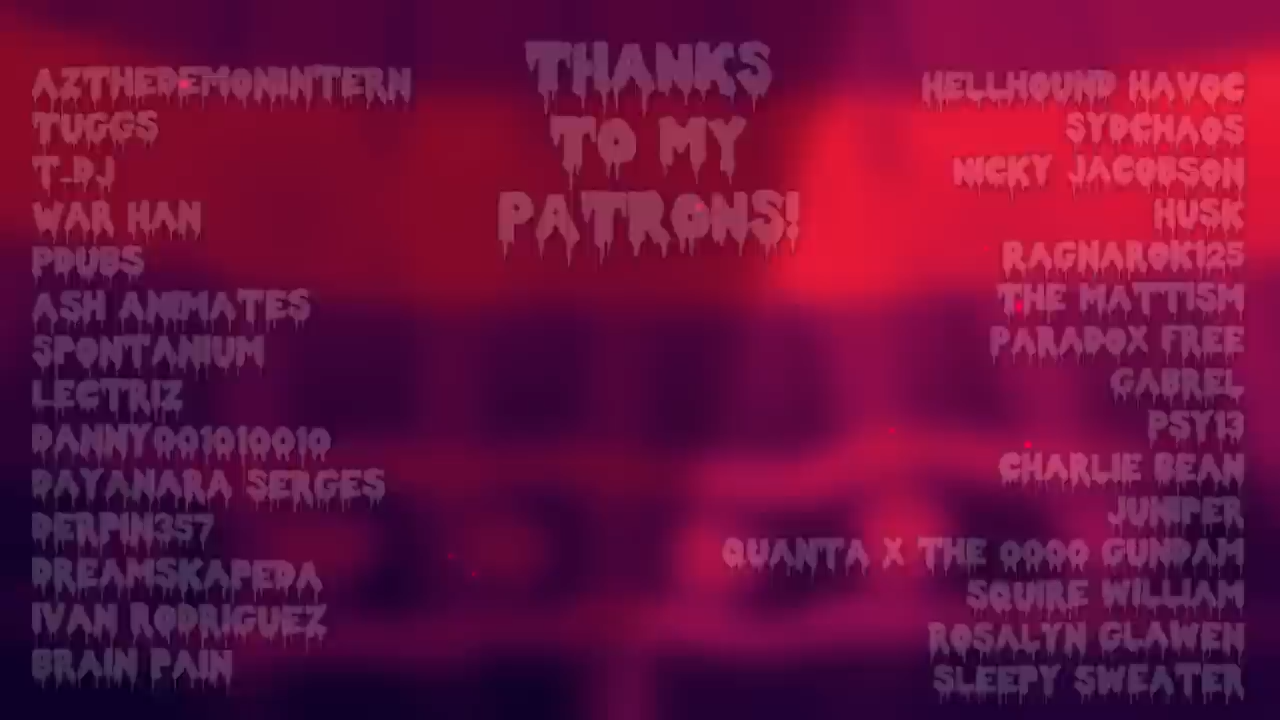 THANKS
TO MY
PATRONS!
AZTHEDEMONINTERN
TUGGS
T_DJ
WAR HAN
PDUBS
ASH ANIMATES
SPONTANIUM
LECTRIZ
DANNY001010010
DAYANARA SERGES
DERPIN357
DREAMSKAPEDA
IVAN RODRIGUEZ
BRAIN PAIN
HELLHOUND HAVOC
SYDCHAOS
NICKY JACOBSON
HUSK
RAGNAROK125
THE MATTISM
PARADOX FREE
GABREL
PSY13
CHARLIE BEAN
JUNIPER
QUANTA X THE OOOO GUNDAM
SQUIRE WILLIAM
ROSALYN GLAWEN
SLEEPY SWEATER